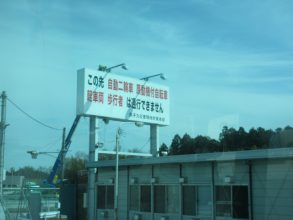 この先 自動二輪車 原動機付自転車
軽車両 歩行者 は通行できません